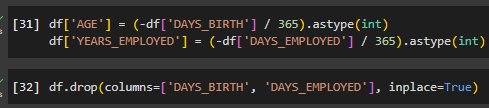 [31] df['AGE'] = (-df['DAYS_BIRTH'] / 365).astype(int)
df['YEARS_EMPLOYED'] = (-df['DAYS_EMPLOYED'] / 365).astype(int)
[32] df.drop(columns=['DAYS_BIRTH', 'DAYS_EMPLOYED'], inplace=True)